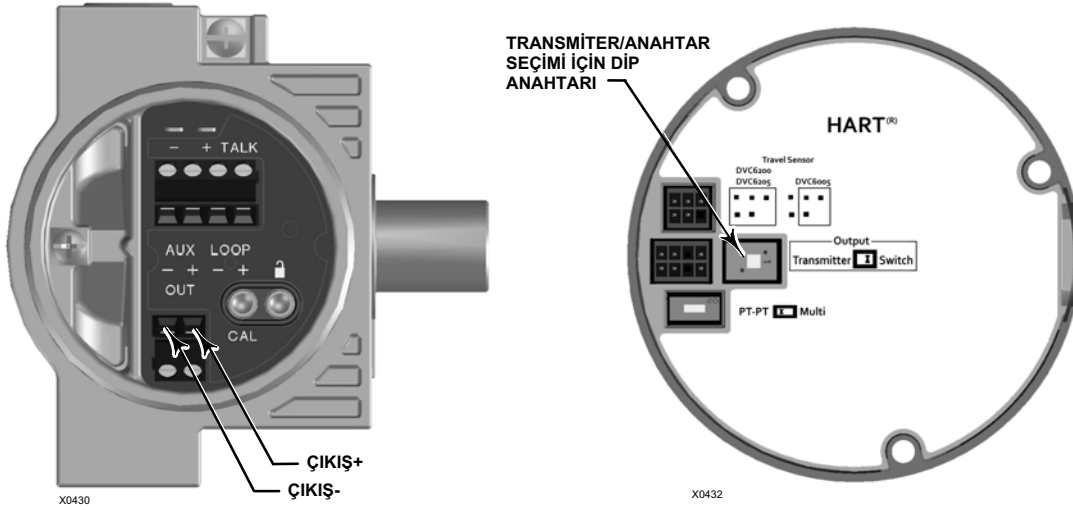 − + TALK
AUX LOOP
− + − +
OUT
CAL
ÇIKIŞ+
ÇIKIŞ-
X0430
TRANSMİTER/ANAHTAR
SEÇİMİ İÇİN DİP
ANAHTARI
HART(R)
Travel Sensor
DVC6200
DVC6205
DVC6005
Output
Transmitter Switch
PT-PT Multi
X0432